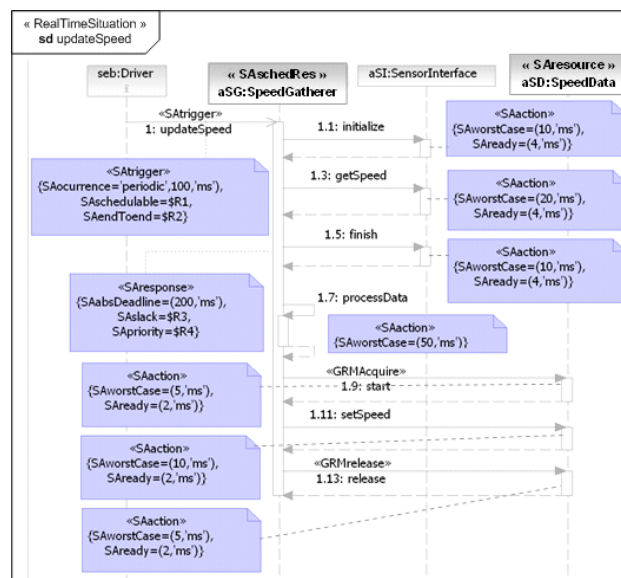 « RealTimeSituation »
sd updateSpeed
seb:Driver
« SAschedRes »
aSG:SpeedGatherer
aSI:SensorInterface
« SAresource »
aSD:SpeedData
«SAtrigger»
1: updateSpeed
1.1: initialize
«SAaction»
{SAworstCase=(10,'ms'),
SAready=(4,'ms')}
«SAtrigger»
{SAocurrence='periodic',100,'ms'),
SAschedulable=$R1,
SAendToend=$R2}
1.3: getSpeed
«SAaction»
{SAworstCase=(20,'ms'),
SAready=(4,'ms')}
1.5: finish
«SAaction»
{SAworstCase=(10,'ms'),
SAready=(4,'ms')}
«SAresponse»
{SAabsDeadline=(200,'ms'),
SAslack=$R3,
SApriority=$R4}
1.7: processData
«SAaction»
{SAworstCase=(50,'ms')}
«SAaction»
{SAworstCase=(5,'ms'),
SAready=(2,'ms')}
«GRMAcquire»
1.9: start
1.11: setSpeed
«SAaction»
{SAworstCase=(10,'ms'),
SAready=(2,'ms')}
«GRMrelease»
1.13: release
«SAaction»
{SAworstCase=(5,'ms'),
SAready=(2,'ms')}